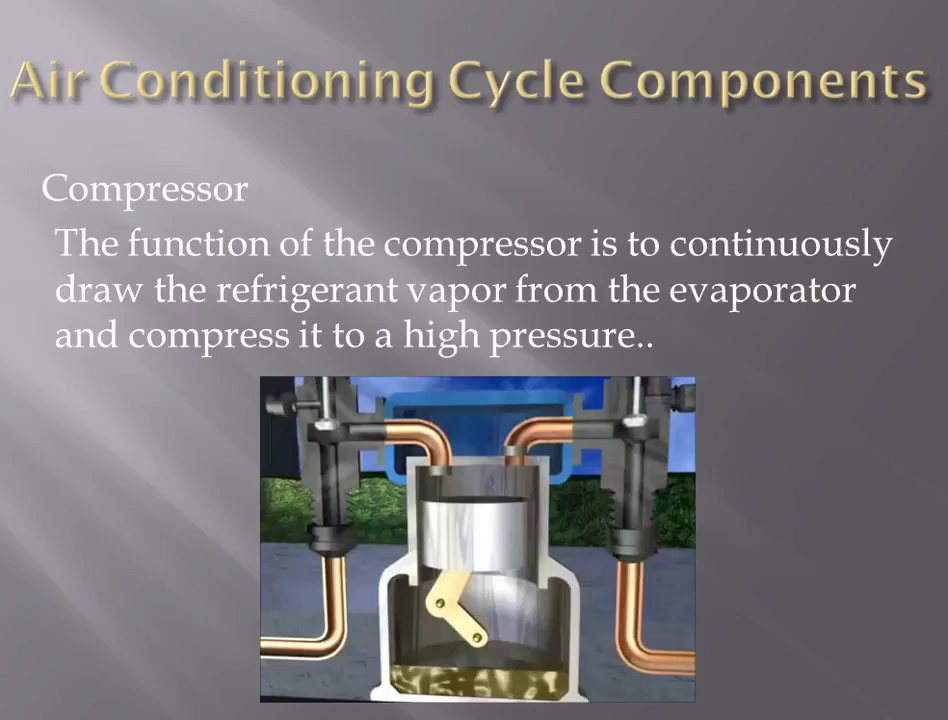 Air Conditioning Cycle Components
Compressor
The function of the compressor is to continuously
draw the refrigerant vapor from the evaporator
and compress it to a high pressure..